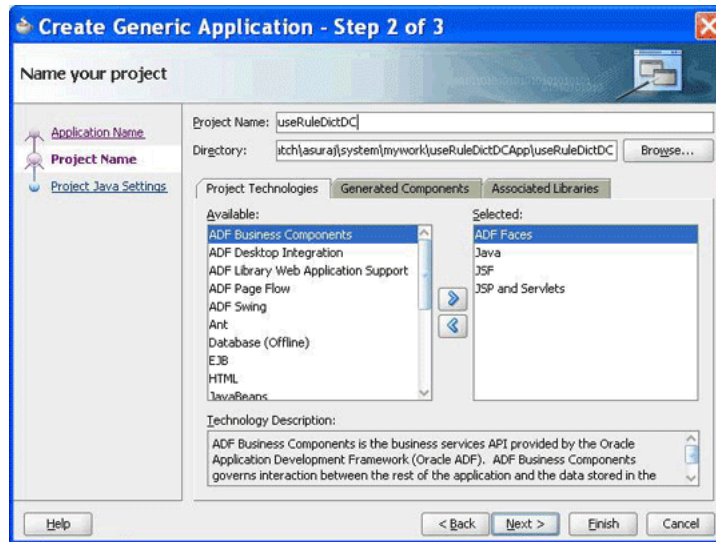 Create Generic Application - Step 2 of 3
Name your project
Application Name
Project Name
Project Java Settings
Project Name: useRuleDictDC
Directory: itch\asuraj\system\mywork\useRuleDictDCApp\useRuleDictDC Browse...
Project Technologies Generated Components Associated Libraries
Available:
ADF Business Components
ADF Desktop Integration
ADF Library Web Application Support
ADF Page Flow
ADF Swing
Ant
Database (Offline)
EJB
HTML
JavaBeans
Selected:
ADF Faces
Java
JSF
JSP and Servlets
Technology Description:
ADF Business Components is the business services API provided by the Oracle
Application Development Framework (Oracle ADF). ADF Business Components
governs interaction between the rest of the application and the data stored in the
Help < Back Next > Finish Cancel